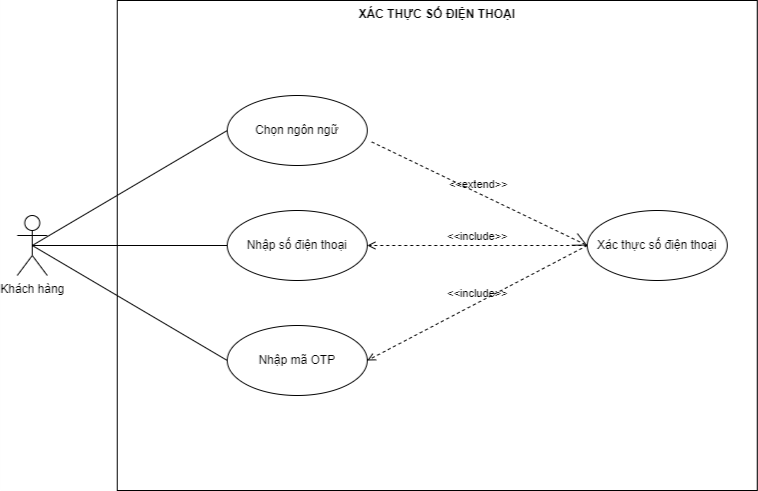 XÁC THỰC SỐ ĐIỆN THOẠI
Chọn ngôn ngữ
<<extend>>
Nhập số điện thoại
<<include>>
Xác thực số điện thoại
Khách hàng
<<include>>
Nhập mã OTP